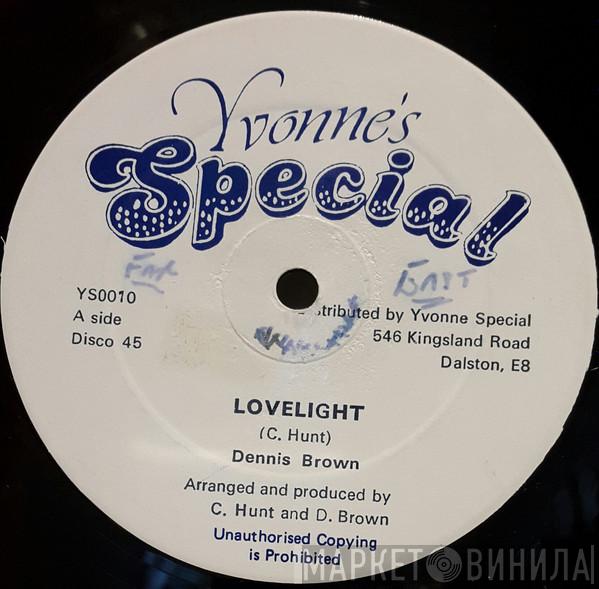 Yvonne's
Special
YS0010
A side
Disco 45
Distributed by Yvonne Special
546 Kingsland Road
Dalston, E8
LOVELIGHT
(C. Hunt)
Dennis Brown
Arranged and produced by
C. Hunt and D. Brown
Unauthorised Copying
is Prohibited
МАРКЕТ ВИНИЛА